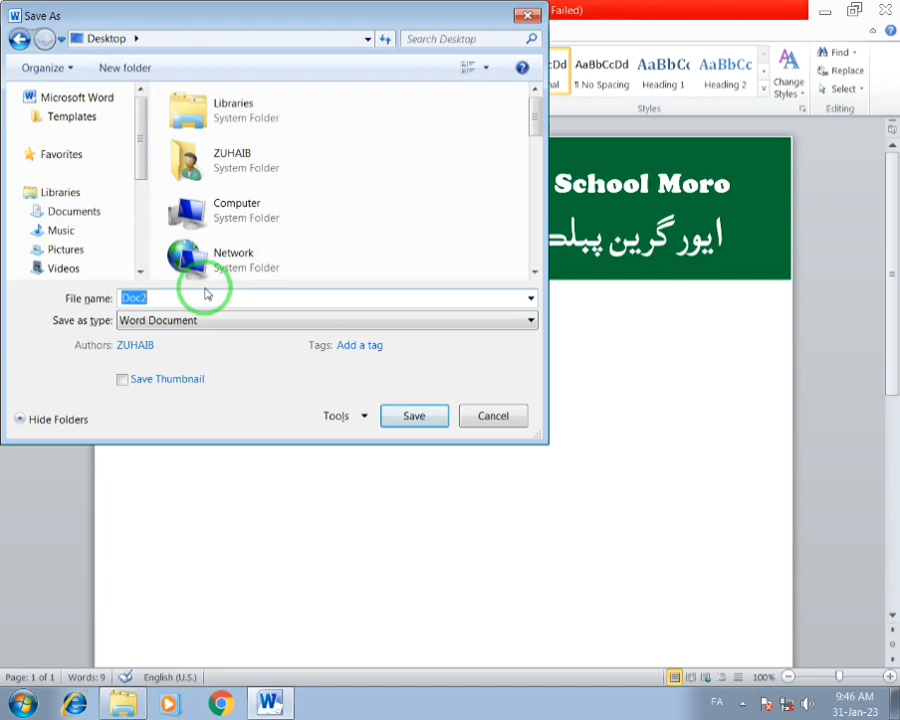 Save As
Failed)
Desktop
Search Desktop
Organize
New folder
Microsoft Word
Templates
Favorites
Libraries
Documents
Music
Pictures
Videos
Libraries
System Folder
ZUHAIB
System Folder
Computer
System Folder
Network
System Folder
File name: Doc2
Save as type: Word Document
Authors: ZUHAIB
Tags: Add a tag
Save Thumbnail
Hide Folders
Tools
Save
Cancel
AaBbCcDd
AaBbCc
AaBbCc
¶ No Spacing
Heading 1
Heading 2
Change
Styles
Styles
Find
Replace
Select
Editing
School Moro
ایورگرین
Page: 1 of 1
Words: 9
English (U.S.)
100%
FA
9:46 AM
31-Jan-23